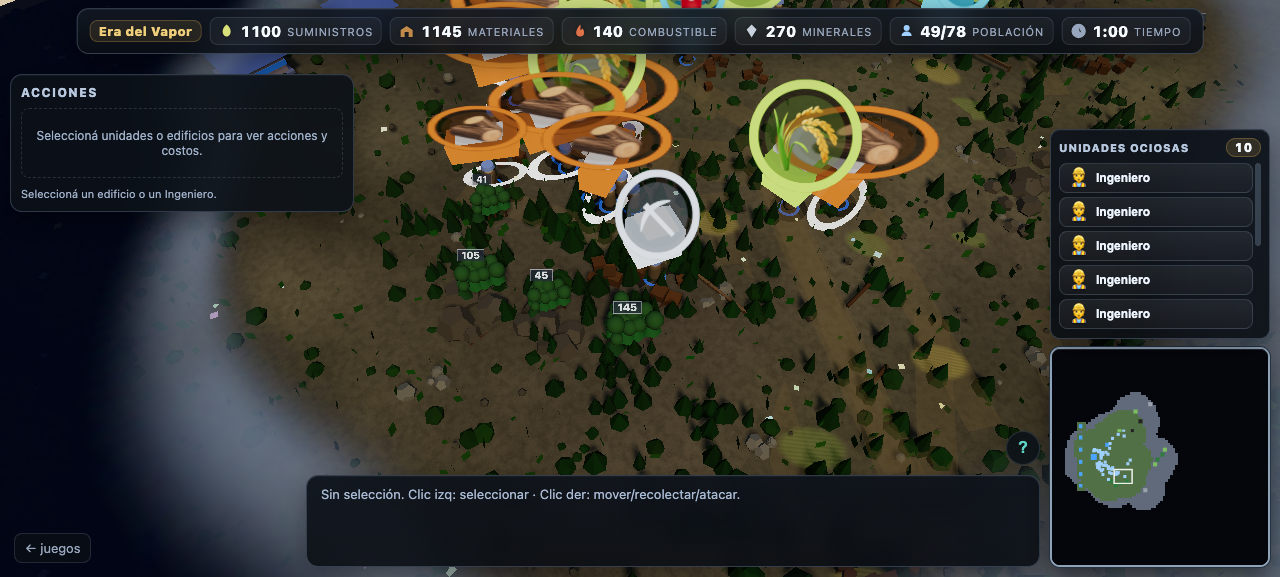 Era del Vapor
1100 SUMINISTROS
1145 MATERIALES
140 COMBUSTIBLE
270 MINERALES
49/78 POBLACIÓN
1:00 TIEMPO
ACCIONES
Seleccioná unidades o edificios para ver acciones y
costos.
Seleccioná un edificio o un Ingeniero.
UNIDADES OCIOSAS
10
Ingeniero
Ingeniero
Ingeniero
Ingeniero
Ingeniero
41
105
45
145
?
Sin selección. Clic izq: seleccionar · Clic der: mover/recolectar/atacar.
← juegos